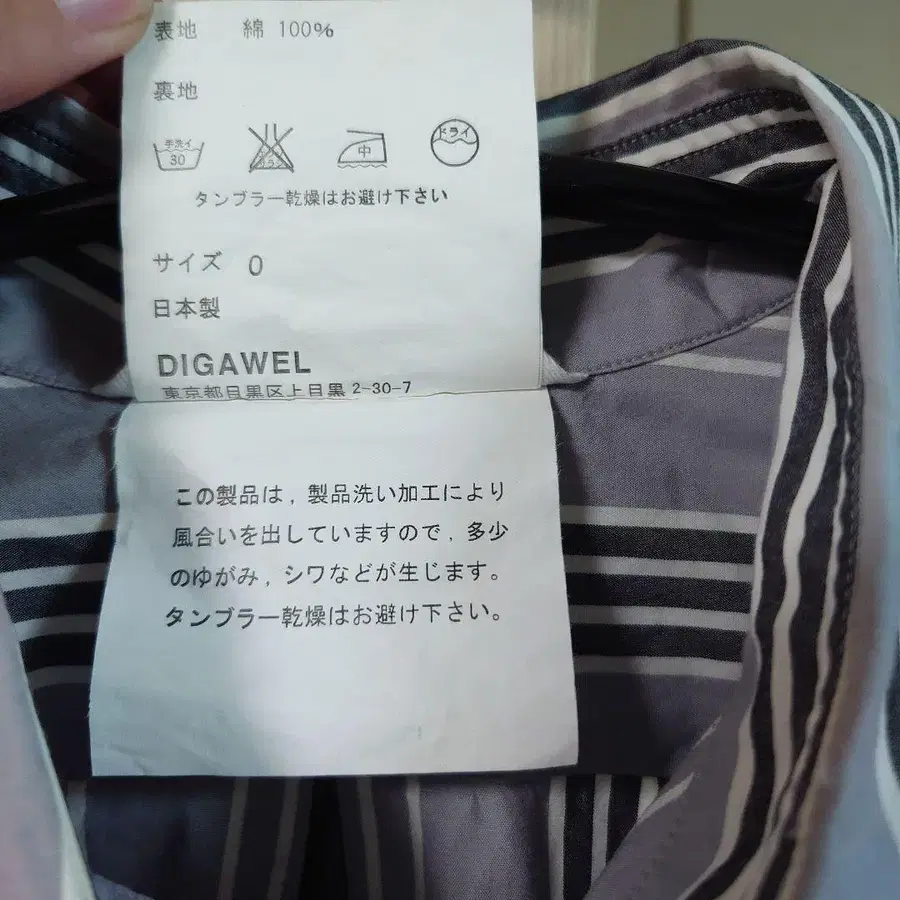 表地 綿 100%
裏地
手洗イ 30 中 ドライ
タンブラー乾燥はお避け下さい
サイズ 0
日本製
DIGAWEL
東京都目黒区上目黒 2-30-7
この製品は, 製品洗い加工により
風合いを出していますので, 多少
のゆがみ, シワなどが生じます。
タンブラー乾燥はお避け下さい。